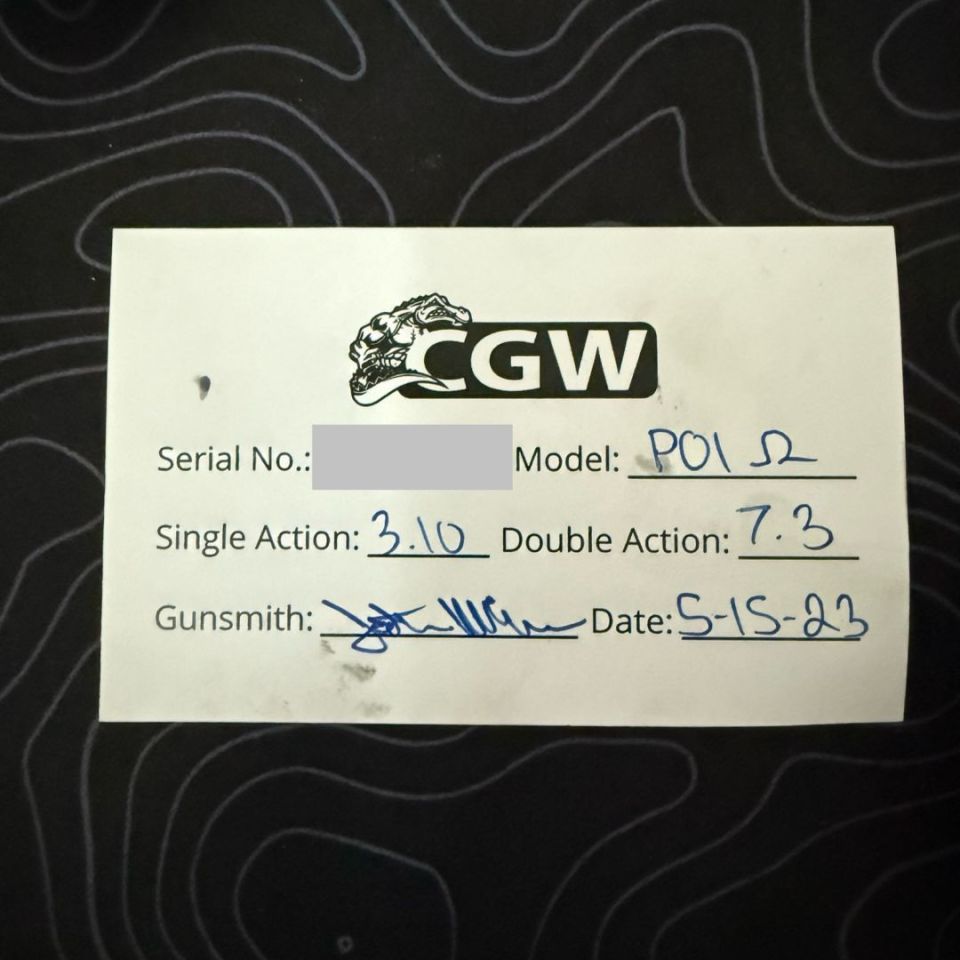 CGW
Serial No.: Model: P01 Ω
Single Action: 3.10 Double Action: 7.3
Gunsmith: Date: 5-15-23